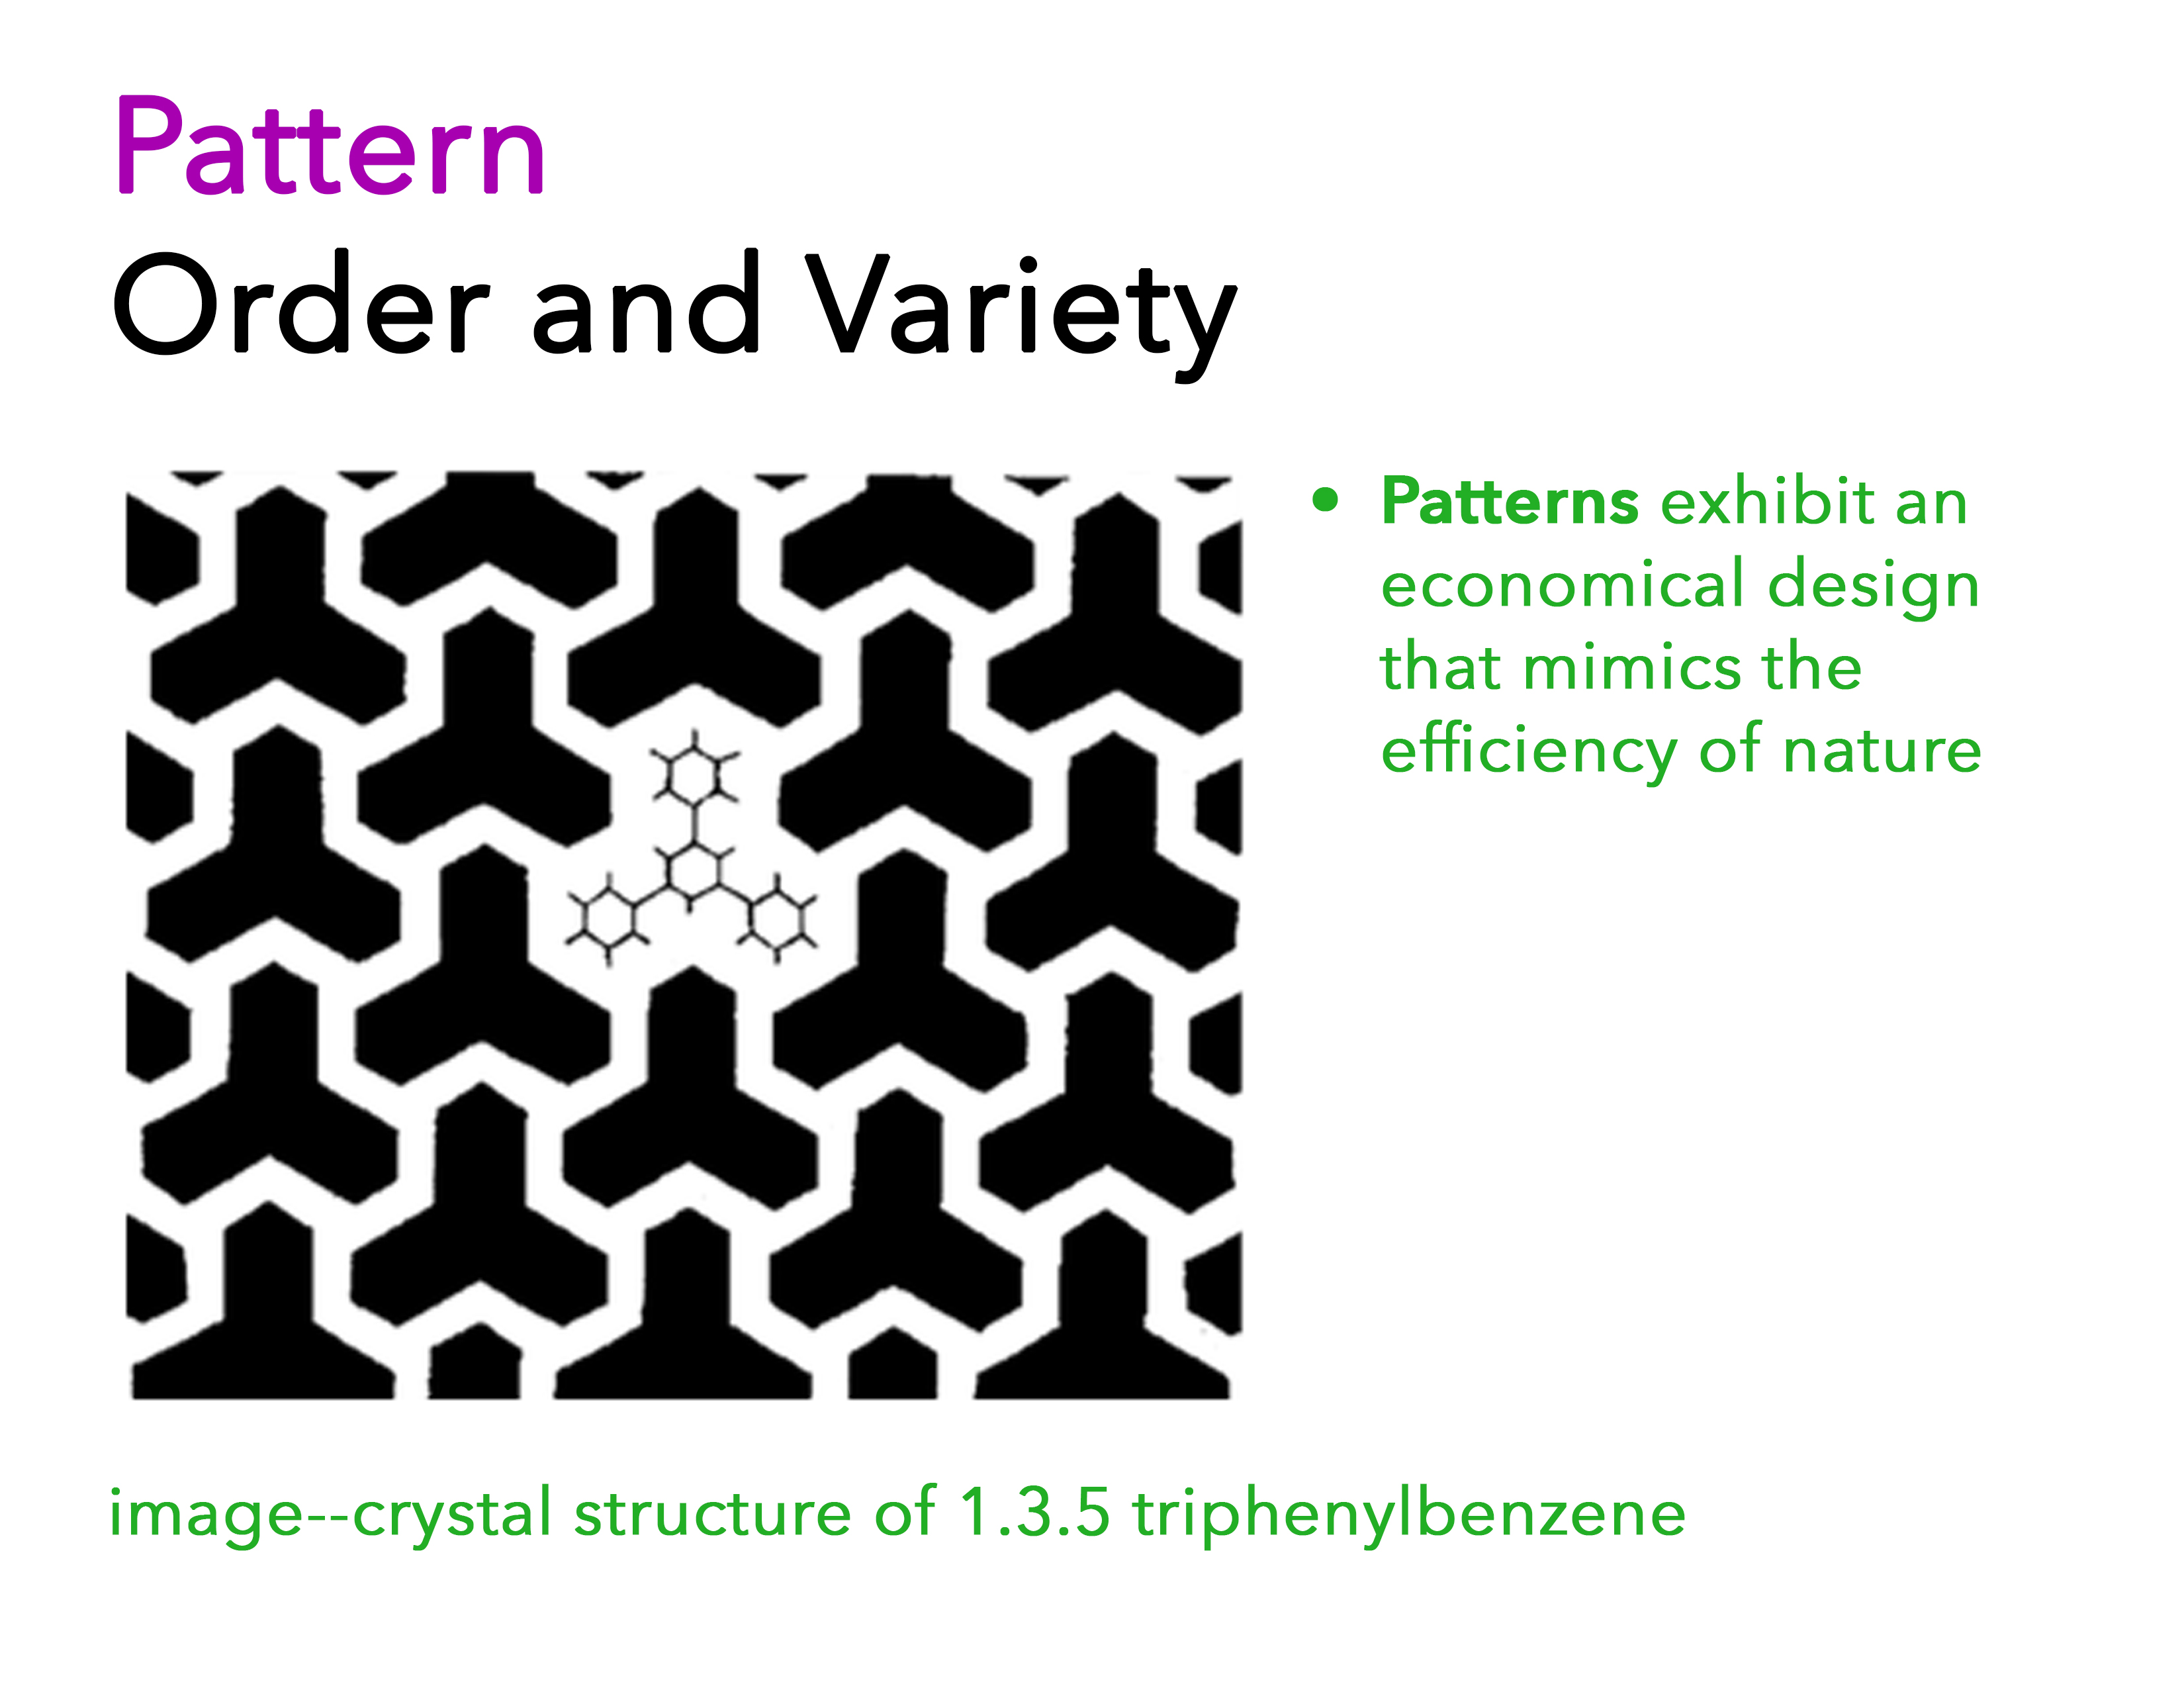 Pattern
Order and Variety
• Patterns exhibit an
economical design
that mimics the
efficiency of nature
image--crystal structure of 1.3.5 triphenylbenzene